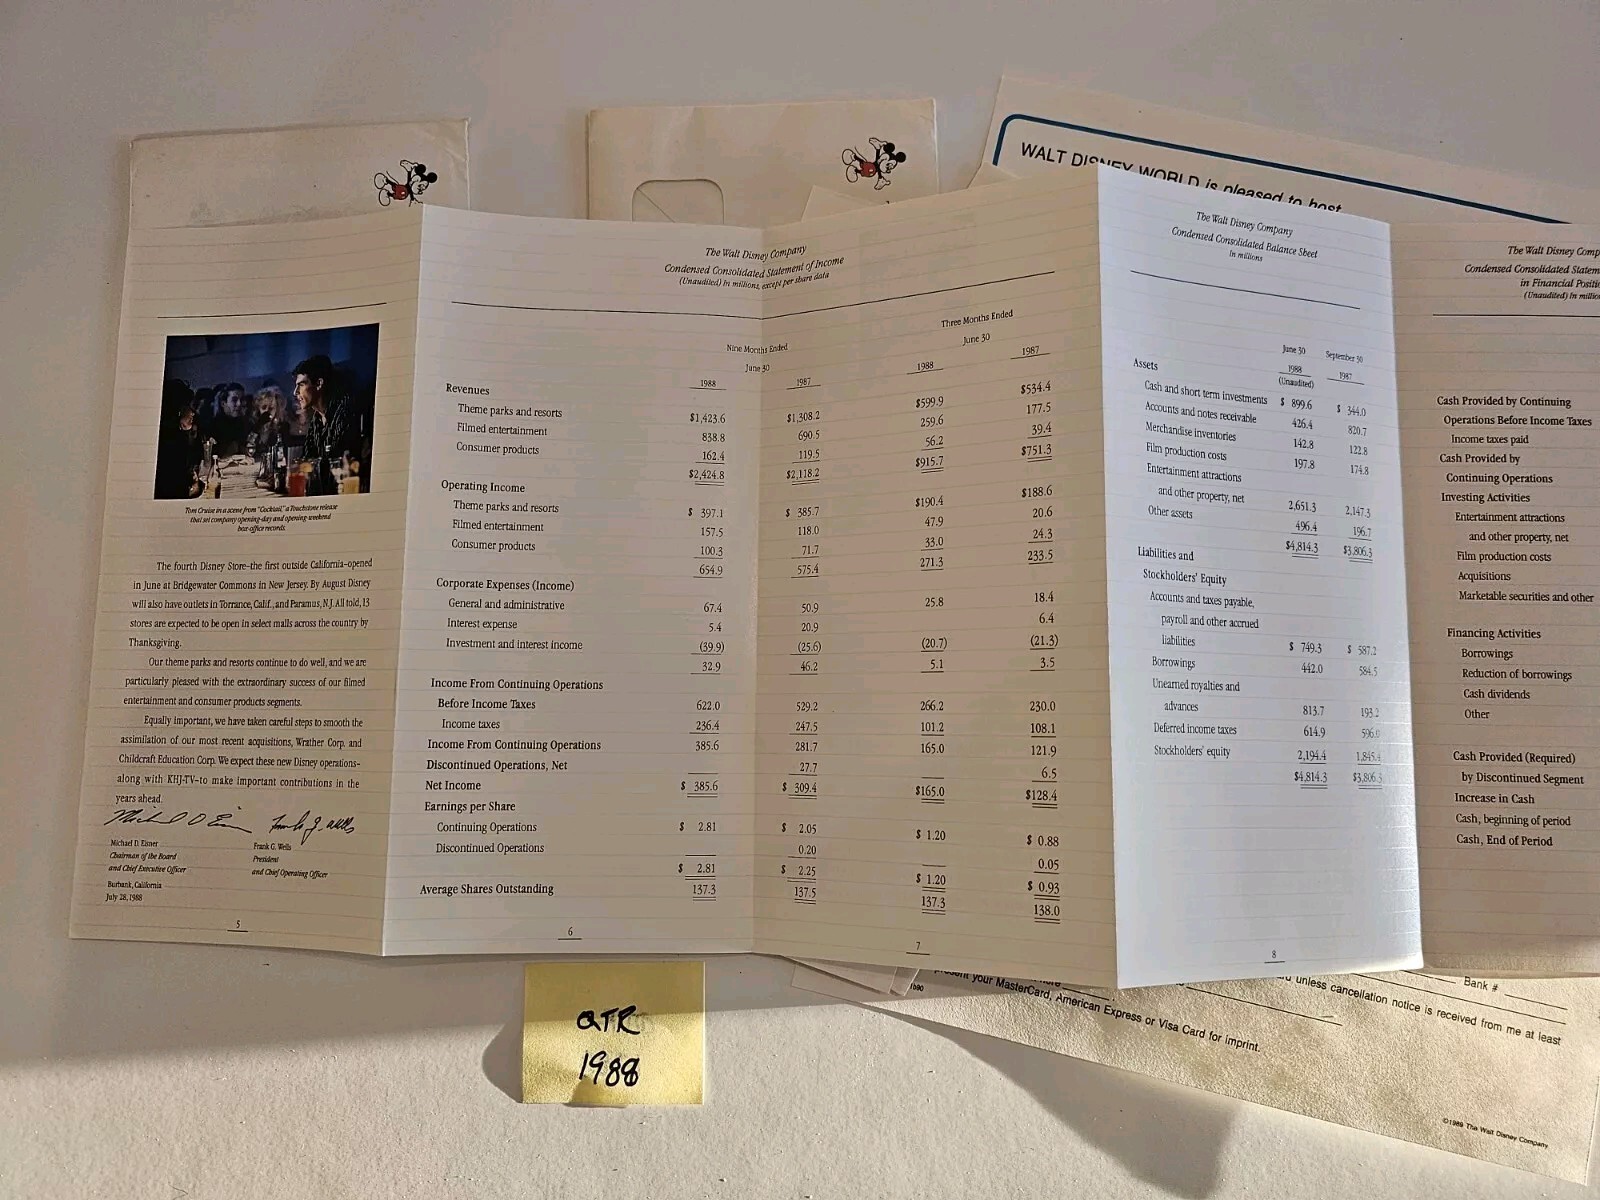 WALT DISNEY WORLD is pleased to host
Tom Cruise in a scene from "Cocktail," a Touchstone release
that set company opening-day and opening-weekend
box-office records.
The fourth Disney Store–the first outside California–opened
in June at Bridgewater Commons in New Jersey. By August Disney
will also have outlets in Torrance, Calif., and Paramus, N.J. All told, 13
stores are expected to be open in select malls across the country by
Thanksgiving.
Our theme parks and resorts continue to do well, and we are
particularly pleased with the extraordinary success of our filmed
entertainment and consumer products segments.
Equally important, we have taken careful steps to smooth the
assimilation of our most recent acquisitions, Wrather Corp. and
Childcraft Education Corp. We expect these new Disney operations–
along with KHJ-TV–to make important contributions in the
years ahead.
Michael D. Eisner Frank G. Wells
Chairman of the Board President
and Chief Executive Officer and Chief Operating Officer
Burbank, California
July 28, 1988
5
The Walt Disney Company
Condensed Consolidated Statement of Income
(Unaudited) In millions, except per share data
Nine Months Ended Three Months Ended
June 30 June 30
1988 1987 1988 1987
Revenues
Theme parks and resorts $1,423.6 $1,308.2 $599.9 $534.4
Filmed entertainment 838.8 690.5 259.6 177.5
Consumer products 162.4 119.5 56.2 39.4
$2,424.8 $2,118.2 $915.7 $751.3
Operating Income
Theme parks and resorts $ 397.1 $ 385.7 $190.4 $188.6
Filmed entertainment 157.5 118.0 47.9 20.6
Consumer products 100.3 71.7 33.0 24.3
654.9 575.4 271.3 233.5
Corporate Expenses (Income)
General and administrative 67.4 50.9 25.8 18.4
Interest expense 5.4 20.9 6.4
Investment and interest income (39.9) (25.6) (20.7) (21.3)
32.9 46.2 5.1 3.5
Income From Continuing Operations
Before Income Taxes 622.0 529.2 266.2 230.0
Income taxes 236.4 247.5 101.2 108.1
Income From Continuing Operations 385.6 281.7 165.0 121.9
Discontinued Operations, Net 27.7 6.5
Net Income $ 385.6 $ 309.4 $165.0 $128.4
Earnings per Share
Continuing Operations $ 2.81 $ 2.05 $ 1.20 $ 0.88
Discontinued Operations 0.20 0.05
$ 2.81 $ 2.25 $ 1.20 $ 0.93
Average Shares Outstanding 137.3 137.5 137.3 138.0
6
7
The Walt Disney Company
Condensed Consolidated Balance Sheet
In millions
June 30 September 30
1988 1987
(Unaudited)
Assets
Cash and short term investments $ 899.6 $ 344.0
Accounts and notes receivable 426.4 820.7
Merchandise inventories 142.8 122.8
Film production costs 197.8 174.8
Entertainment attractions
and other property, net 2,651.3 2,147.3
Other assets 496.4 196.7
$4,814.3 $3,806.3
Liabilities and
Stockholders' Equity
Accounts and taxes payable,
payroll and other accrued
liabilities $ 749.3 $ 587.2
Borrowings 442.0 584.5
Unearned royalties and
advances 813.7 193.2
Deferred income taxes 614.9 596.0
Stockholders' equity 2,194.4 1,845.4
$4,814.3 $3,806.3
8
The Walt Disney Comp
Condensed Consolidated Statem
in Financial Positi
(Unaudited) In millio
Cash Provided by Continuing
Operations Before Income Taxes
Income taxes paid
Cash Provided by
Continuing Operations
Investing Activities
Entertainment attractions
and other property, net
Film production costs
Acquisitions
Marketable securities and other
Financing Activities
Borrowings
Reduction of borrowings
Cash dividends
Other
Cash Provided (Required)
by Discontinued Segment
Increase in Cash
Cash, beginning of period
Cash, End of Period
QTR
1988
Bank #
unless cancellation notice is received from me at least
present your MasterCard, American Express or Visa Card for imprint.
©1989 The Walt Disney Company